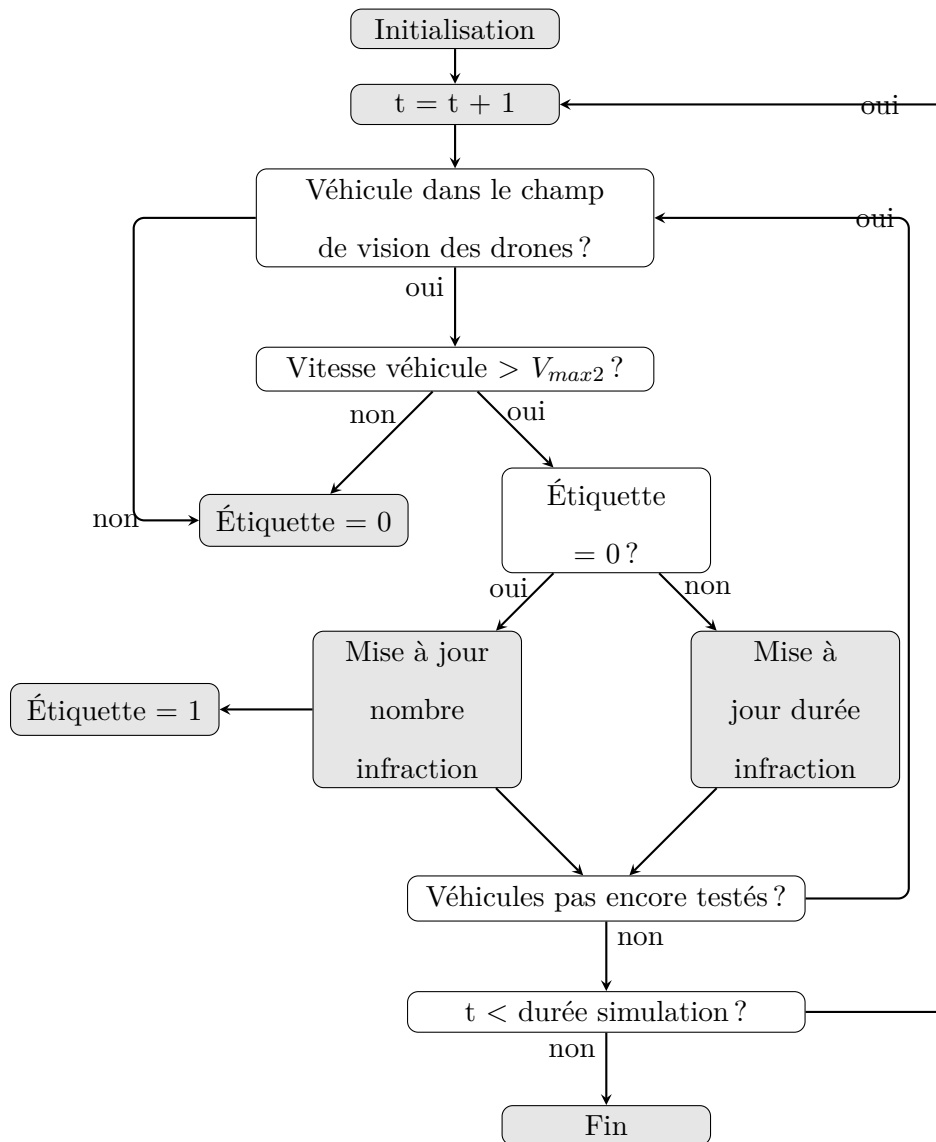 Initialisation
t = t + 1
oui
Véhicule dans le champ
de vision des drones ?
oui
oui
Vitesse véhicule > V_max2 ?
non
oui
Étiquette
= 0 ?
non
Étiquette = 0
oui
non
Mise à jour
nombre
infraction
Mise à
jour durée
infraction
Étiquette = 1
Véhicules pas encore testés ?
non
t < durée simulation ?
non
Fin